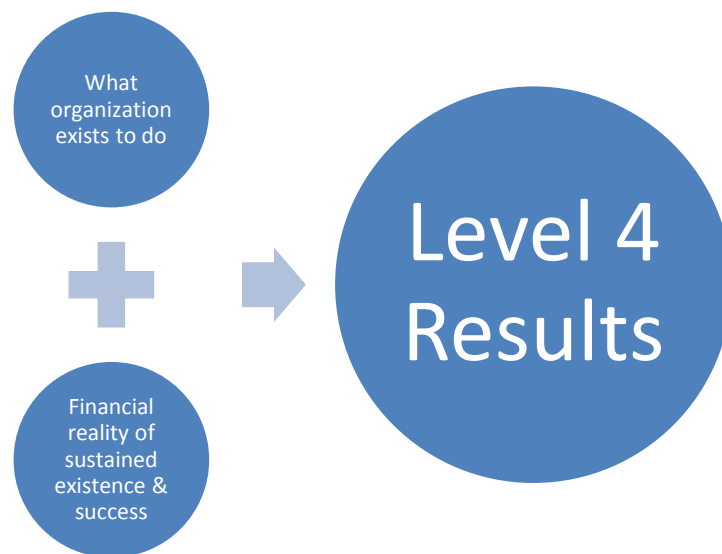 What
organization
exists to do
Financial
reality of
sustained
existence &
success
Level 4
Results